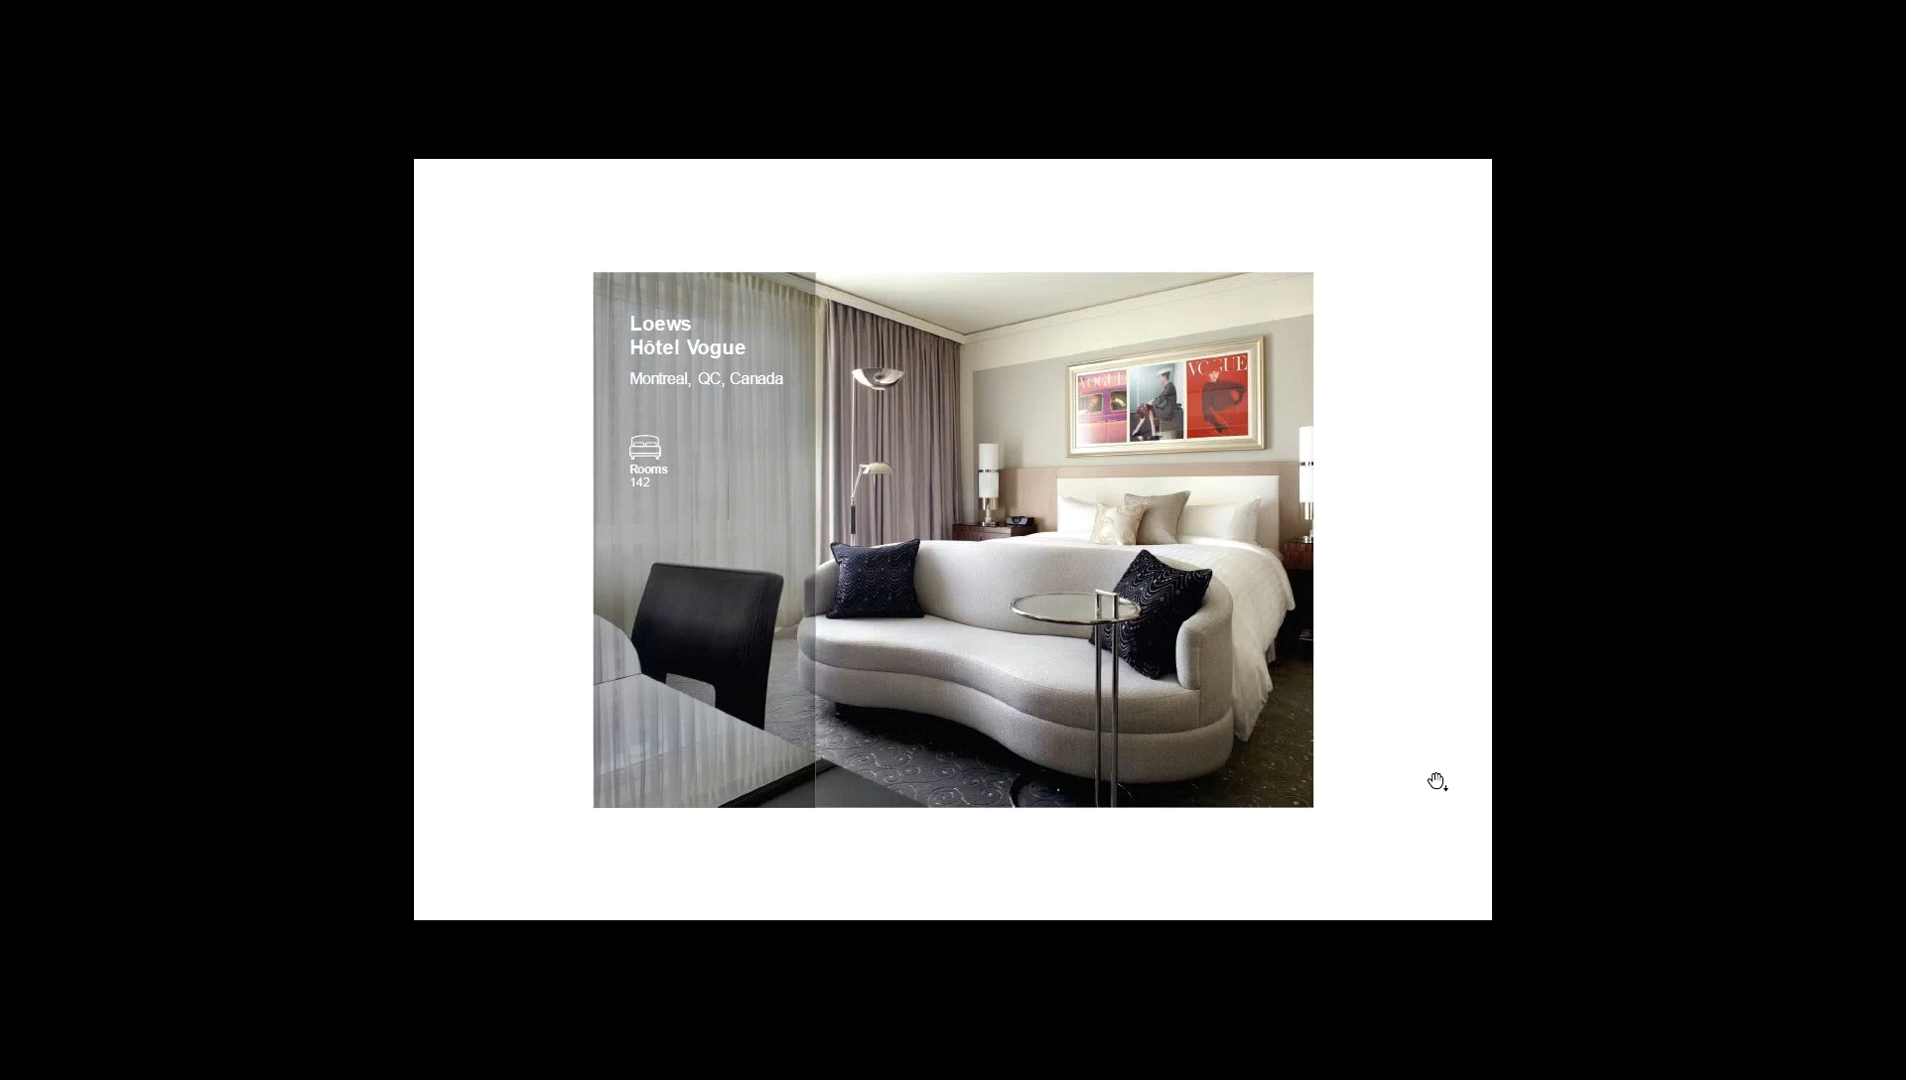 Loews
Hôtel Vogue
Montreal, QC, Canada
Rooms
142
VOGUE
VOGUE